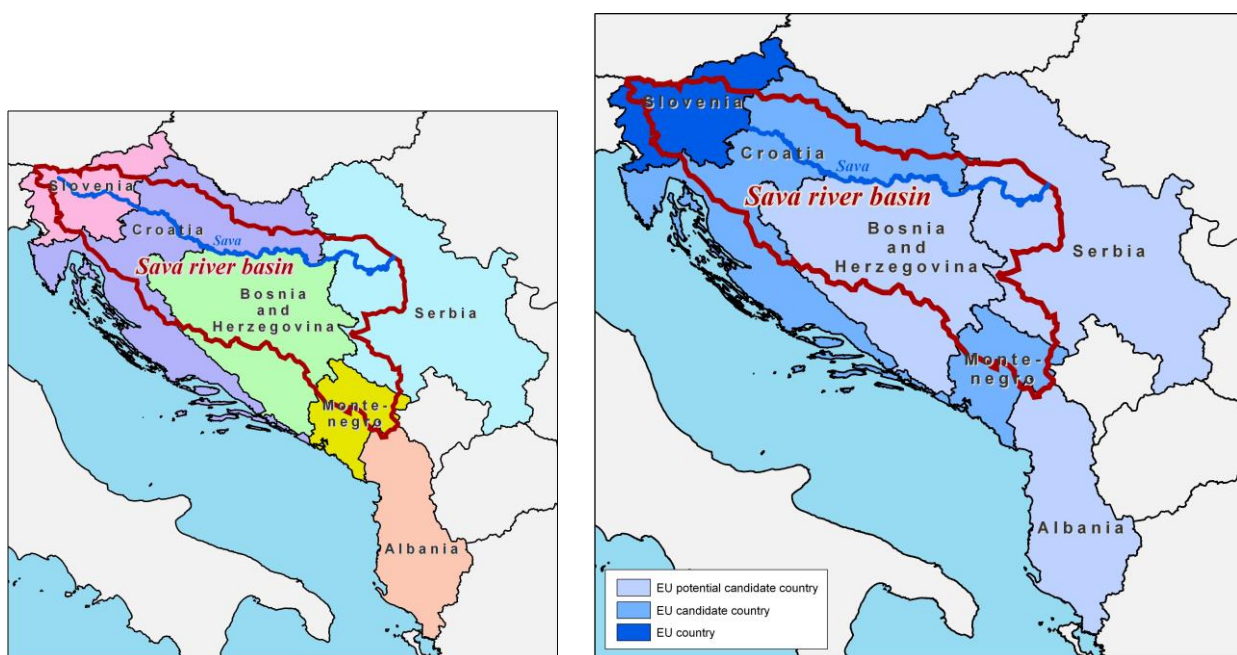 Slovenia
Croatia
Sava
Sava river basin
Bosnia
and
Herzegovina
Serbia
Monte-
negro
Albania
Slovenia
Croatia
Sava
Sava river basin
Bosnia
and
Herzegovina
Serbia
Monte-
negro
Albania
EU potential candidate country
EU candidate country
EU country